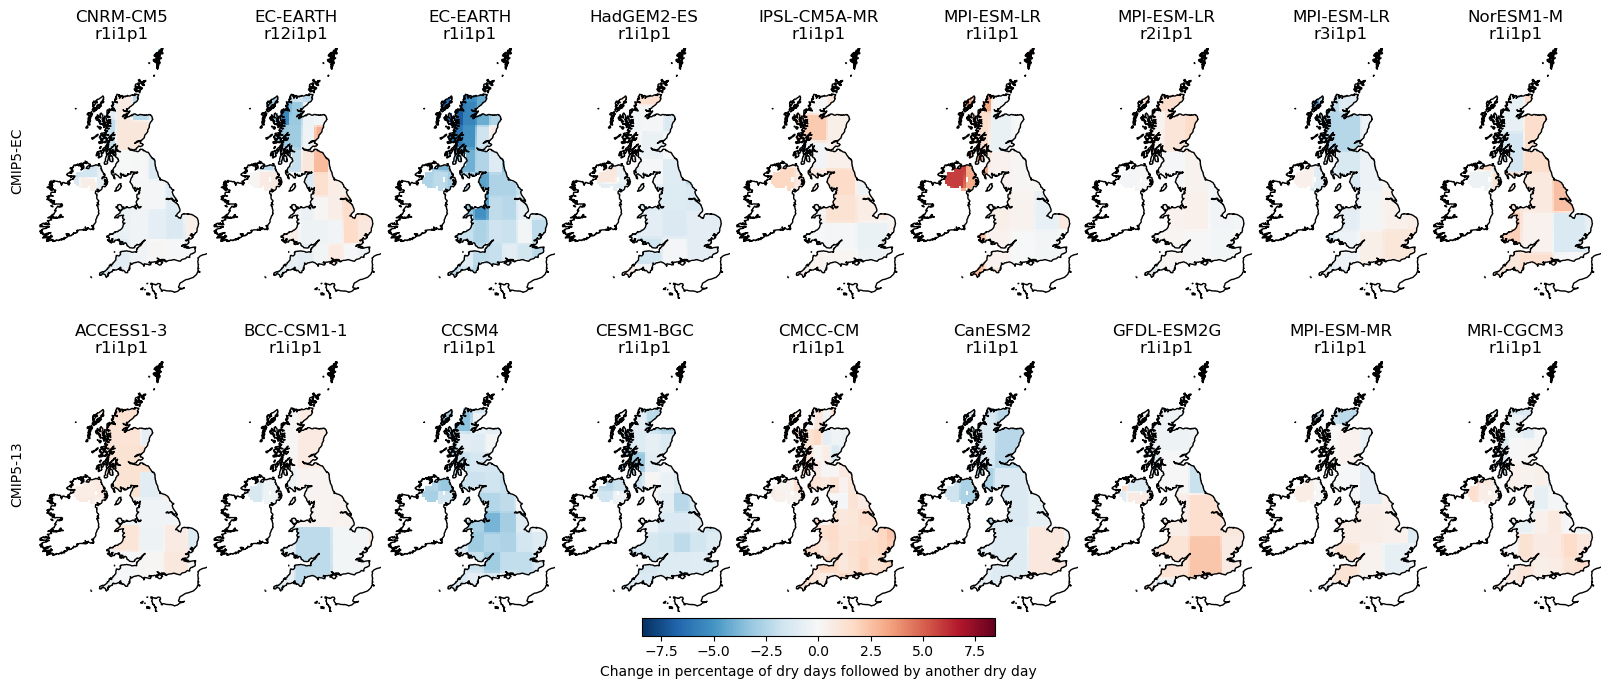 CNRM-CM5 EC-EARTH EC-EARTH HadGEM2-ES IPSL-CM5A-MR MPI-ESM-LR MPI-ESM-LR MPI-ESM-LR NorESM1-M
r1i1p1 r12i1p1 r1i1p1 r1i1p1 r1i1p1 r1i1p1 r2i1p1 r3i1p1 r1i1p1
CMIP5-EC
ACCESS1-3 BCC-CSM1-1 CCSM4 CESM1-BGC CMCC-CM CanESM2 GFDL-ESM2G MPI-ESM-MR MRI-CGCM3
r1i1p1 r1i1p1 r1i1p1 r1i1p1 r1i1p1 r1i1p1 r1i1p1 r1i1p1 r1i1p1
CMIP5-13
−7.5 −5.0 −2.5 0.0 2.5 5.0 7.5
Change in percentage of dry days followed by another dry day